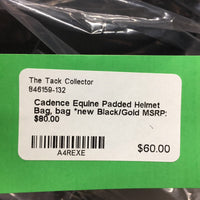 The Tack Collector
846159-132
Cadence Equine Padded Helmet
Bag, bag *new Black/Gold MSRP:
$80.00
A4REXE
$60.00